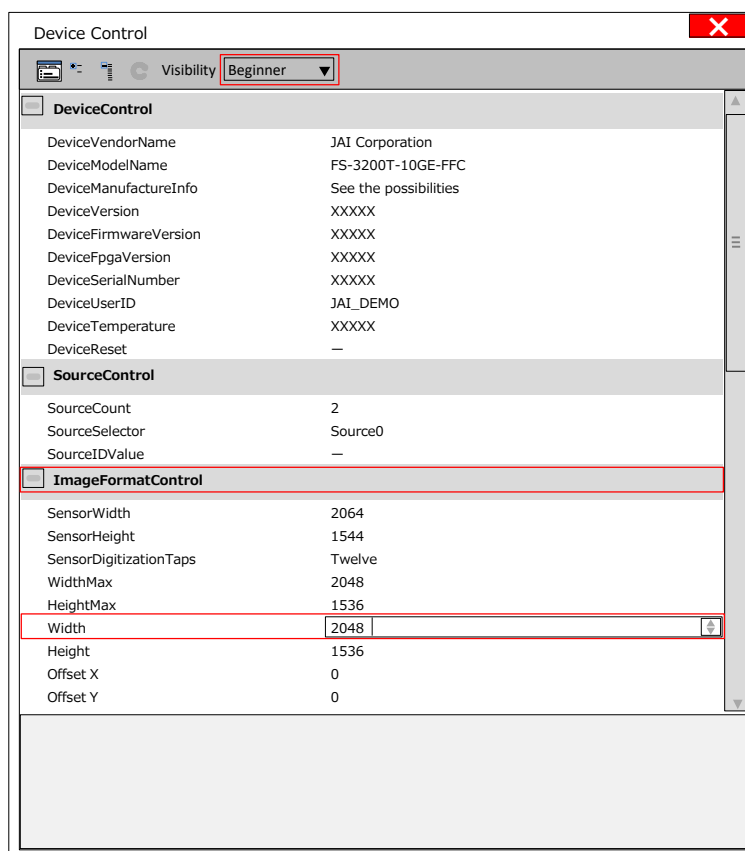 Device Control
Visibility Beginner
DeviceControl
DeviceVendorName JAI Corporation
DeviceModelName FS-3200T-10GE-FFC
DeviceManufactureInfo See the possibilities
DeviceVersion XXXXX
DeviceFirmwareVersion XXXXX
DeviceFpgaVersion XXXXX
DeviceSerialNumber XXXXX
DeviceUserID JAI_DEMO
DeviceTemperature XXXXX
DeviceReset —
SourceControl
SourceCount 2
SourceSelector Source0
SourceIDValue —
ImageFormatControl
SensorWidth 2064
SensorHeight 1544
SensorDigitizationTaps Twelve
WidthMax 2048
HeightMax 1536
Width 2048
Height 1536
Offset X 0
Offset Y 0